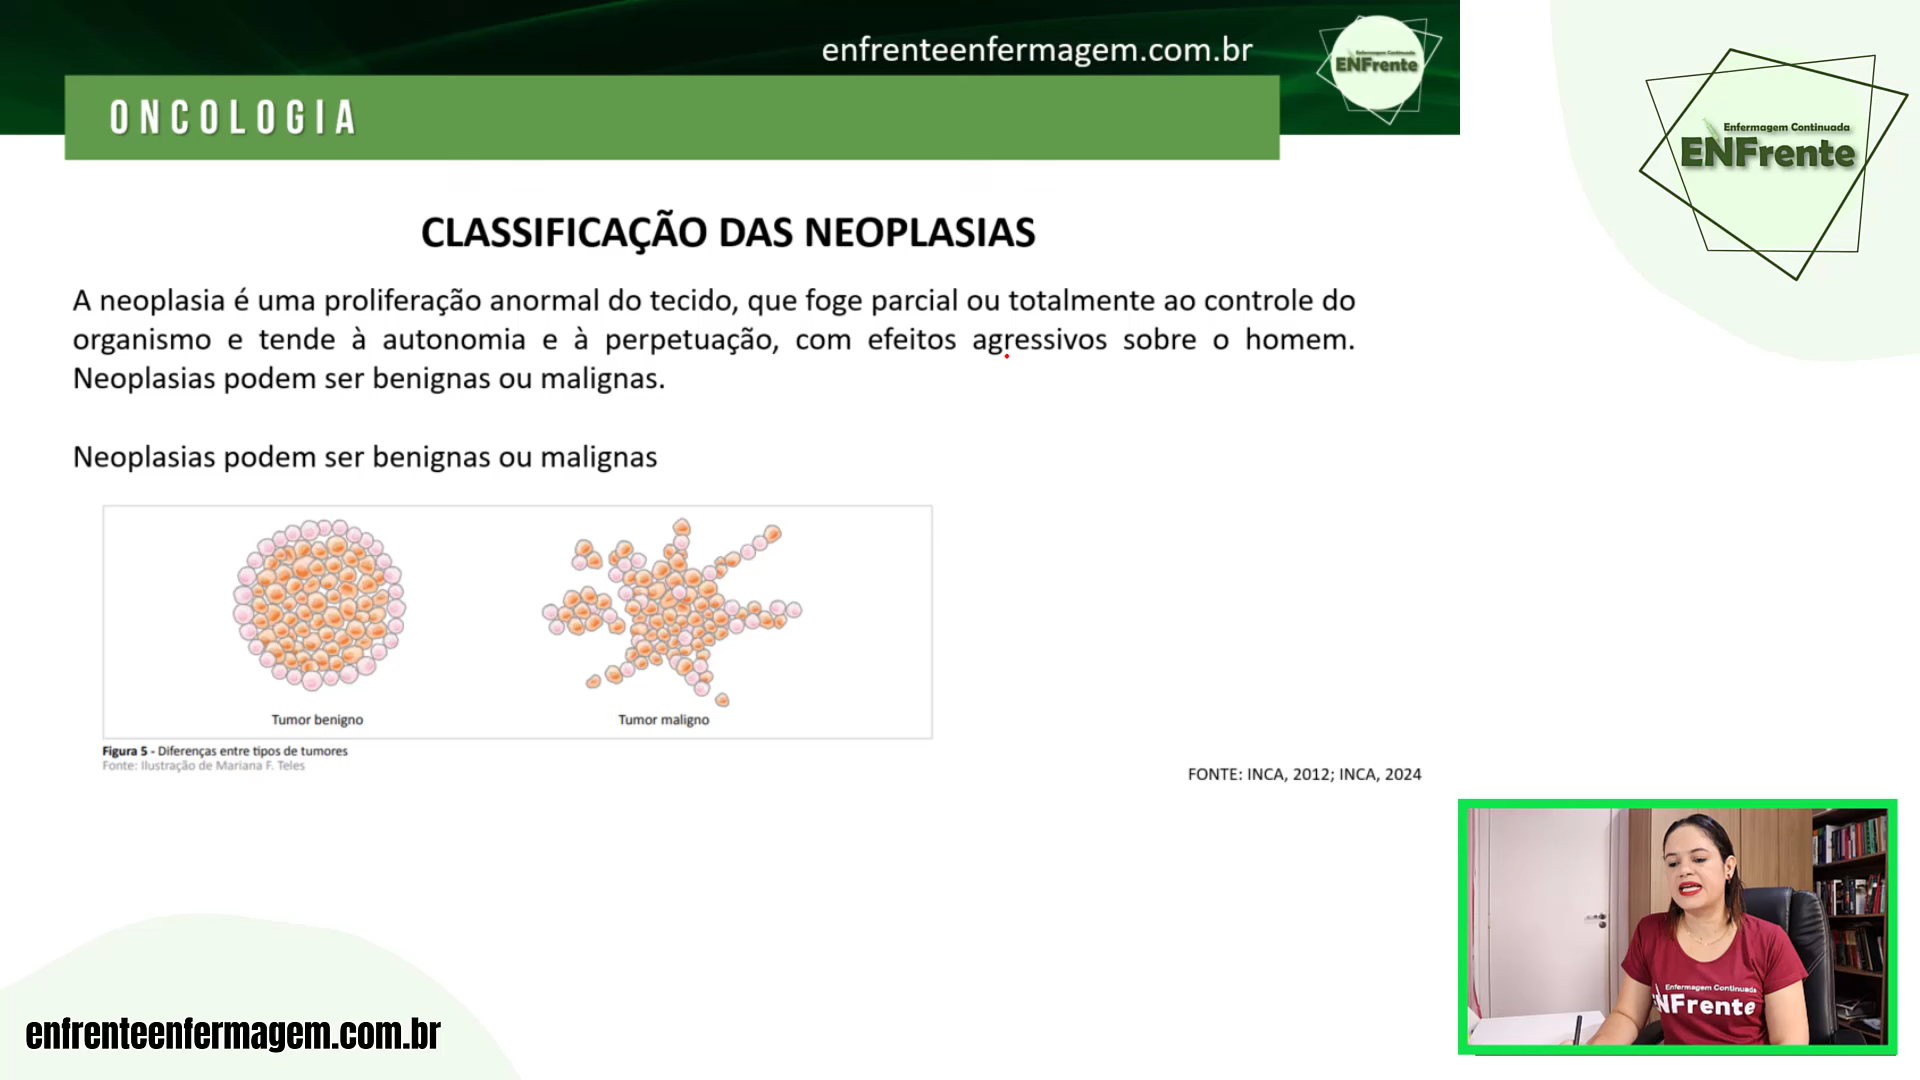 enfrenteenfermagem.com.br
Enfermagem Continuada
ENFrente
ONCOLOGIA
Enfermagem Continuada
ENFrente
CLASSIFICAÇÃO DAS NEOPLASIAS
A neoplasia é uma proliferação anormal do tecido, que foge parcial ou totalmente ao controle do
organismo e tende à autonomia e à perpetuação, com efeitos agressivos sobre o homem.
Neoplasias podem ser benignas ou malignas.
Neoplasias podem ser benignas ou malignas
Tumor benigno
Tumor maligno
Figura 5 - Diferenças entre tipos de tumores
Fonte: Ilustração de Mariana F. Teles
FONTE: INCA, 2012; INCA, 2024
Enfermagem Continuada
ENFrente
enfrenteenfermagem.com.br